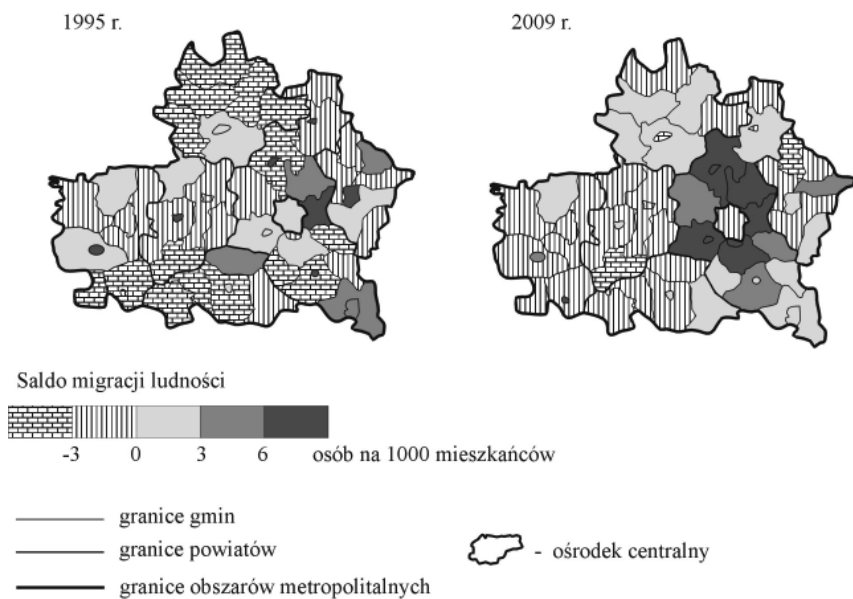 1995 r.
2009 r.
Saldo migracji ludności
-3 0 3 6 osób na 1000 mieszkańców
granice gmin
granice powiatów
granice obszarów metropolitalnych
- ośrodek centralny